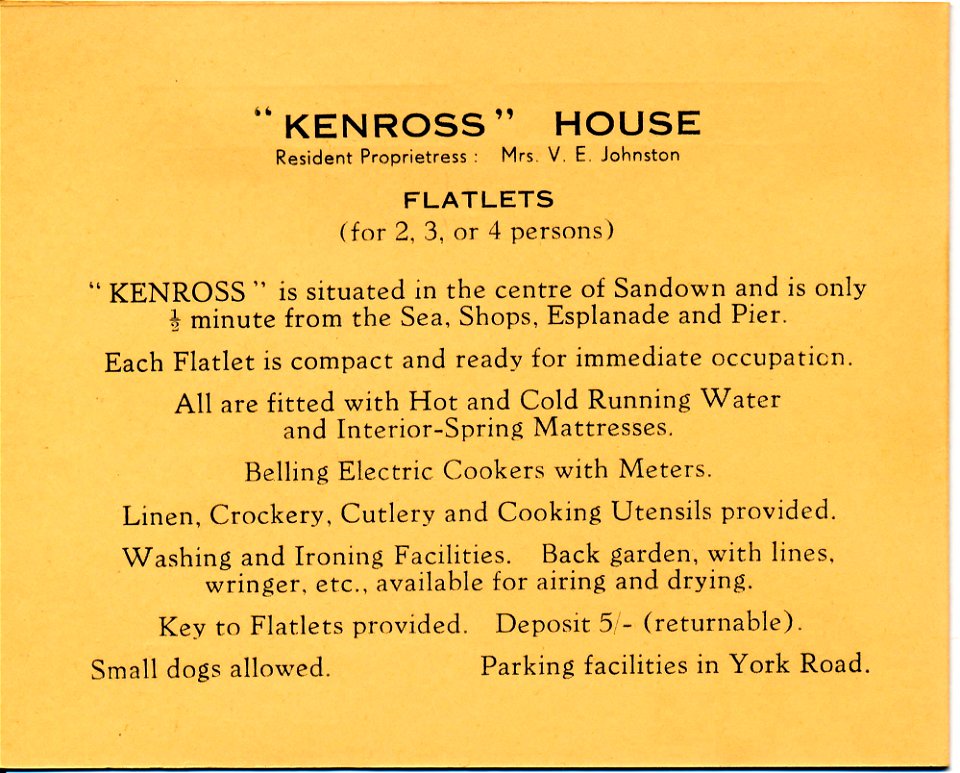 “ KENROSS ” HOUSE
Resident Proprietress : Mrs. V. E. Johnston
FLATLETS
(for 2, 3, or 4 persons)
“ KENROSS ” is situated in the centre of Sandown and is only
½ minute from the Sea, Shops, Esplanade and Pier.
Each Flatlet is compact and ready for immediate occupation.
All are fitted with Hot and Cold Running Water
and Interior-Spring Mattresses.
Belling Electric Cookers with Meters.
Linen, Crockery, Cutlery and Cooking Utensils provided.
Washing and Ironing Facilities. Back garden, with lines,
wringer, etc., available for airing and drying.
Key to Flatlets provided. Deposit 5/- (returnable).
Small dogs allowed. Parking facilities in York Road.